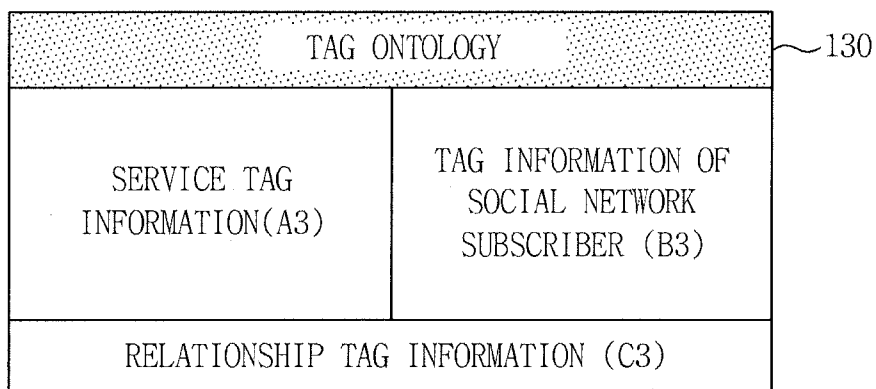 TAG ONTOLOGY
130
SERVICE TAG
INFORMATION(A3)
TAG INFORMATION OF
SOCIAL NETWORK
SUBSCRIBER (B3)
RELATIONSHIP TAG INFORMATION (C3)